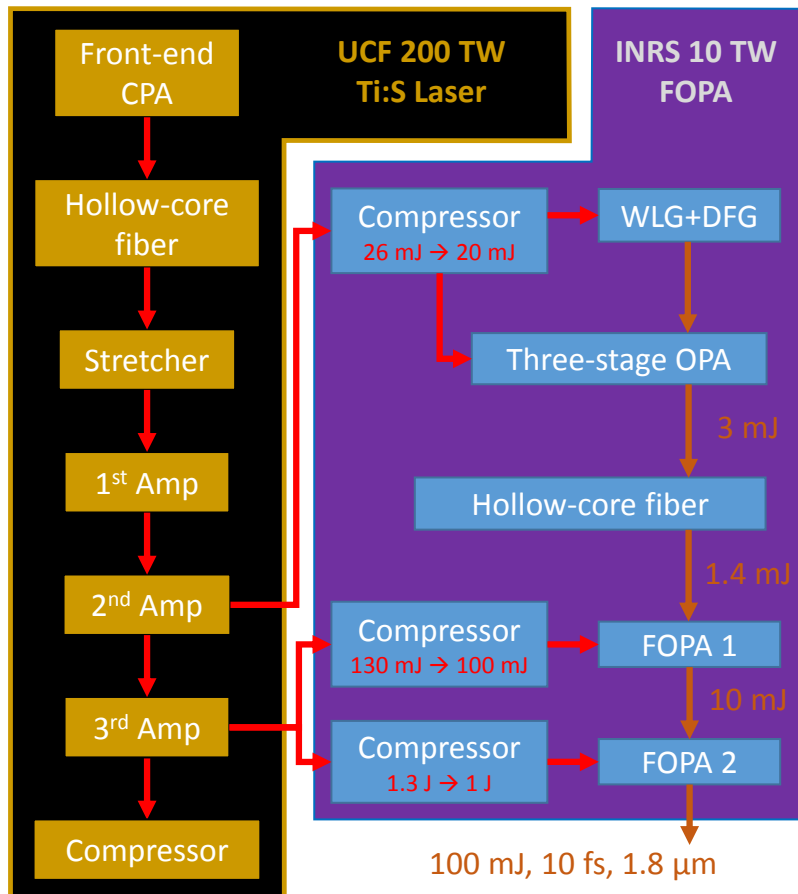 UCF 200 TW
Ti:S Laser
INRS 10 TW
FOPA
Front-end
CPA
Hollow-core
fiber
Stretcher
1st Amp
2nd Amp
3rd Amp
Compressor
Compressor
26 mJ → 20 mJ
WLG+DFG
Three-stage OPA
3 mJ
Hollow-core fiber
1.4 mJ
Compressor
130 mJ → 100 mJ
FOPA 1
10 mJ
Compressor
1.3 J → 1 J
FOPA 2
100 mJ, 10 fs, 1.8 µm